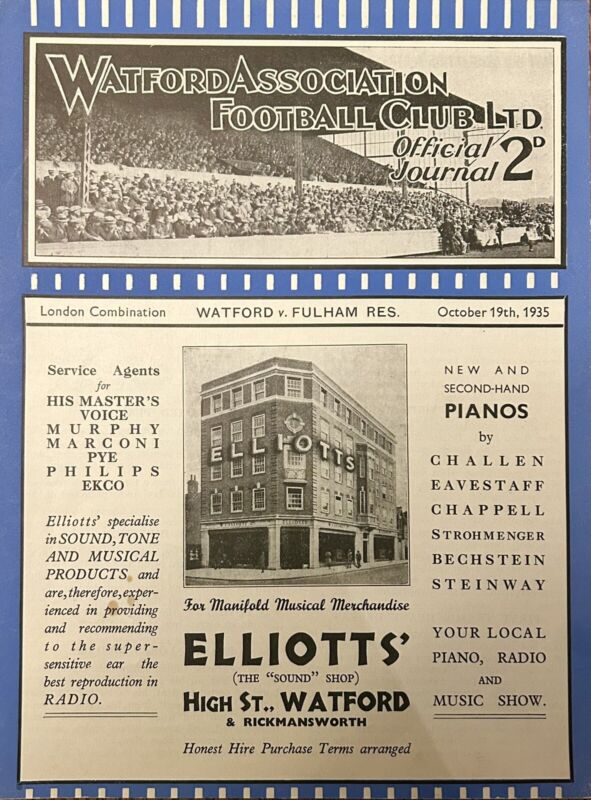 WATFORD ASSOCIATION
FOOTBALL CLUB LTD.
Official
Journal 2D
London Combination WATFORD v. FULHAM RES. October 19th, 1935
Service Agents
for
HIS MASTER'S
VOICE
MURPHY
MARCONI
PYE
PHILIPS
EKCO
Elliotts' specialise
in SOUND, TONE
AND MUSICAL
PRODUCTS and
are, therefore, exper-
ienced in providing
and recommending
to the super-
sensitive ear the
best reproduction in
RADIO.
ELLIOTTS
For Manifold Musical Merchandise
ELLIOTTS'
(THE "SOUND" SHOP)
HIGH ST., WATFORD
& RICKMANSWORTH
Honest Hire Purchase Terms arranged
NEW AND
SECOND-HAND
PIANOS
by
CHALLEN
EAVESTAFF
CHAPPELL
STROHMENGER
BECHSTEIN
STEINWAY
YOUR LOCAL
PIANO, RADIO
AND
MUSIC SHOW.